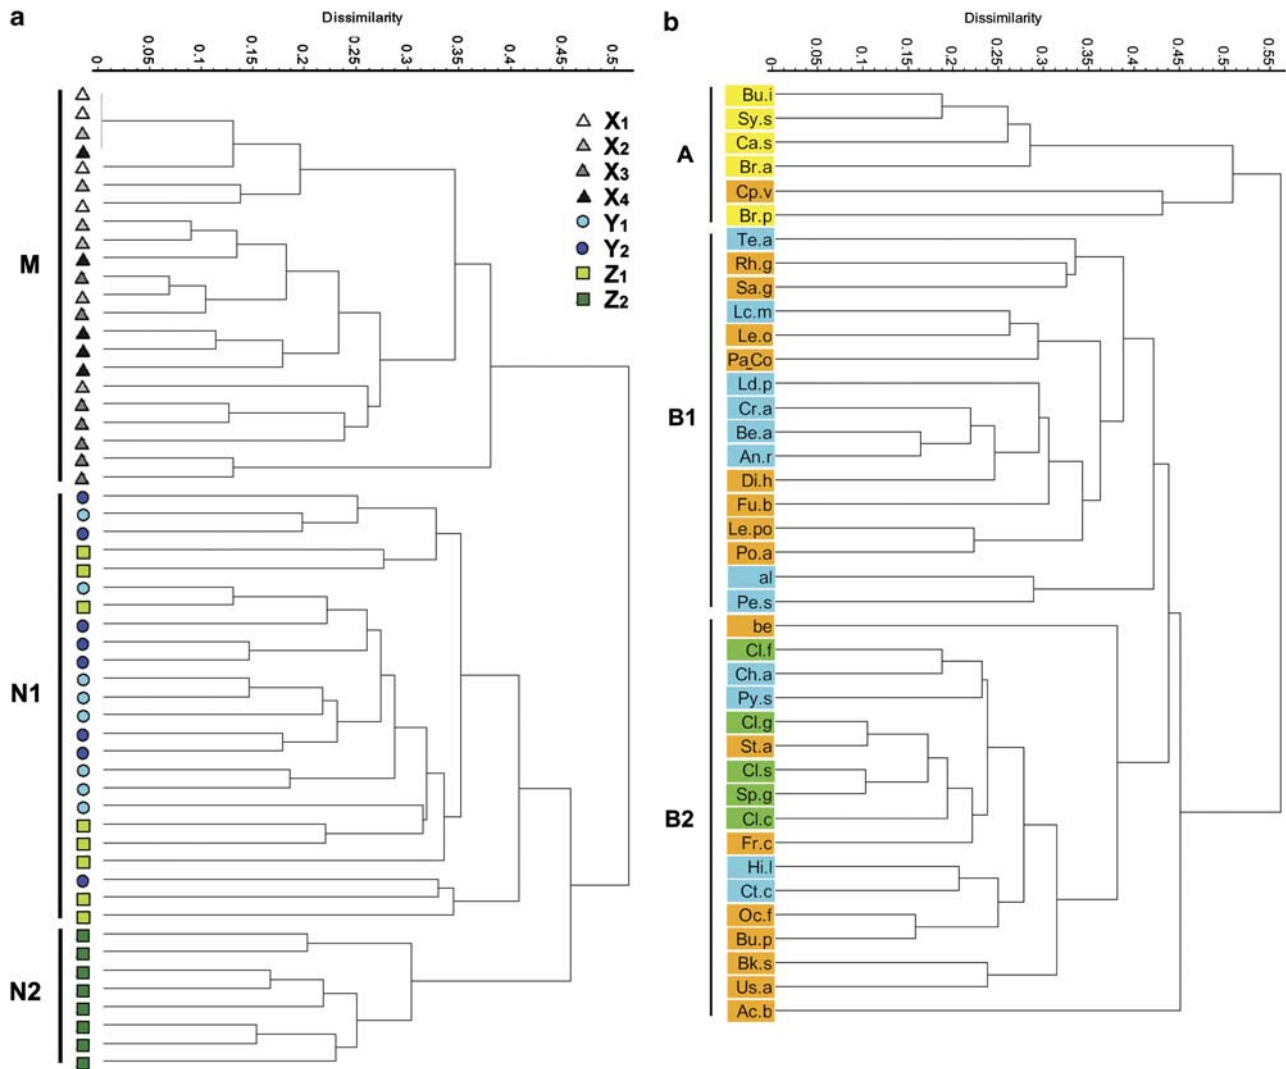 a
Dissimilarity
0 0.05 0.1 0.15 0.2 0.25 0.3 0.35 0.4 0.45 0.5
X1
X2
X3
X4
Y1
Y2
Z1
Z2
M
N1
N2
b
Dissimilarity
0 0.05 0.1 0.15 0.2 0.25 0.3 0.35 0.4 0.45 0.5 0.55
A
B1
B2
Bu.i
Sy.s
Ca.s
Br.a
Cp.v
Br.p
Te.a
Rh.g
Sa.g
Lc.m
Le.o
Pa_Co
Ld.p
Cr.a
Be.a
An.r
Di.h
Fu.b
Le.po
Po.a
al
Pe.s
be
Cl.f
Ch.a
Py.s
Cl.g
St.a
Cl.s
Sp.g
Cl.c
Fr.c
Hi.l
Ct.c
Oc.f
Bu.p
Bk.s
Us.a
Ac.b